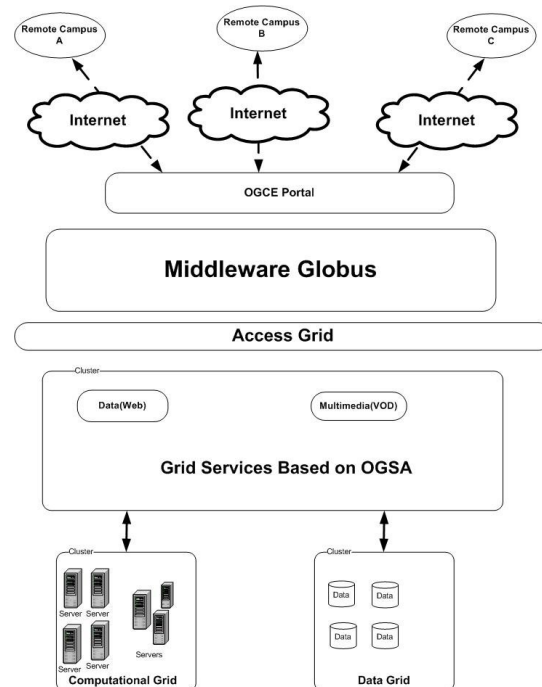 Remote Campus
A
Remote Campus
B
Remote Campus
C
Internet
Internet
Internet
OGCE Portal
Middleware Globus
Access Grid
Cluster
Data(Web)
Multimedia(VOD)
Grid Services Based on OGSA
Cluster
Server
Server
Server
Server
Servers
Computational Grid
Cluster
Data
Data
Data
Data
Data Grid